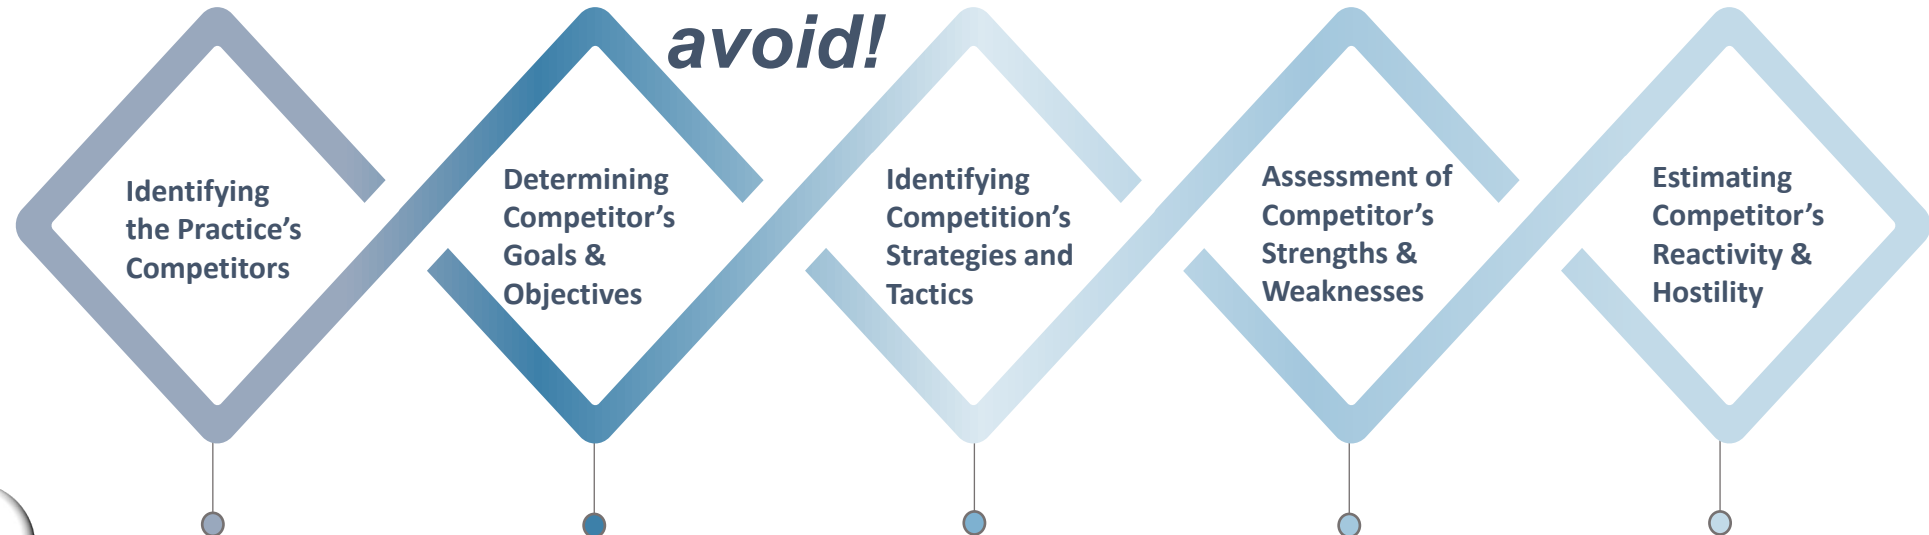 avoid!
Identifying
the Practice’s
Competitors
Determining
Competitor’s
Goals &
Objectives
Identifying
Competition’s
Strategies and
Tactics
Assessment of
Competitor’s
Strengths &
Weaknesses
Estimating
Competitor’s
Reactivity &
Hostility